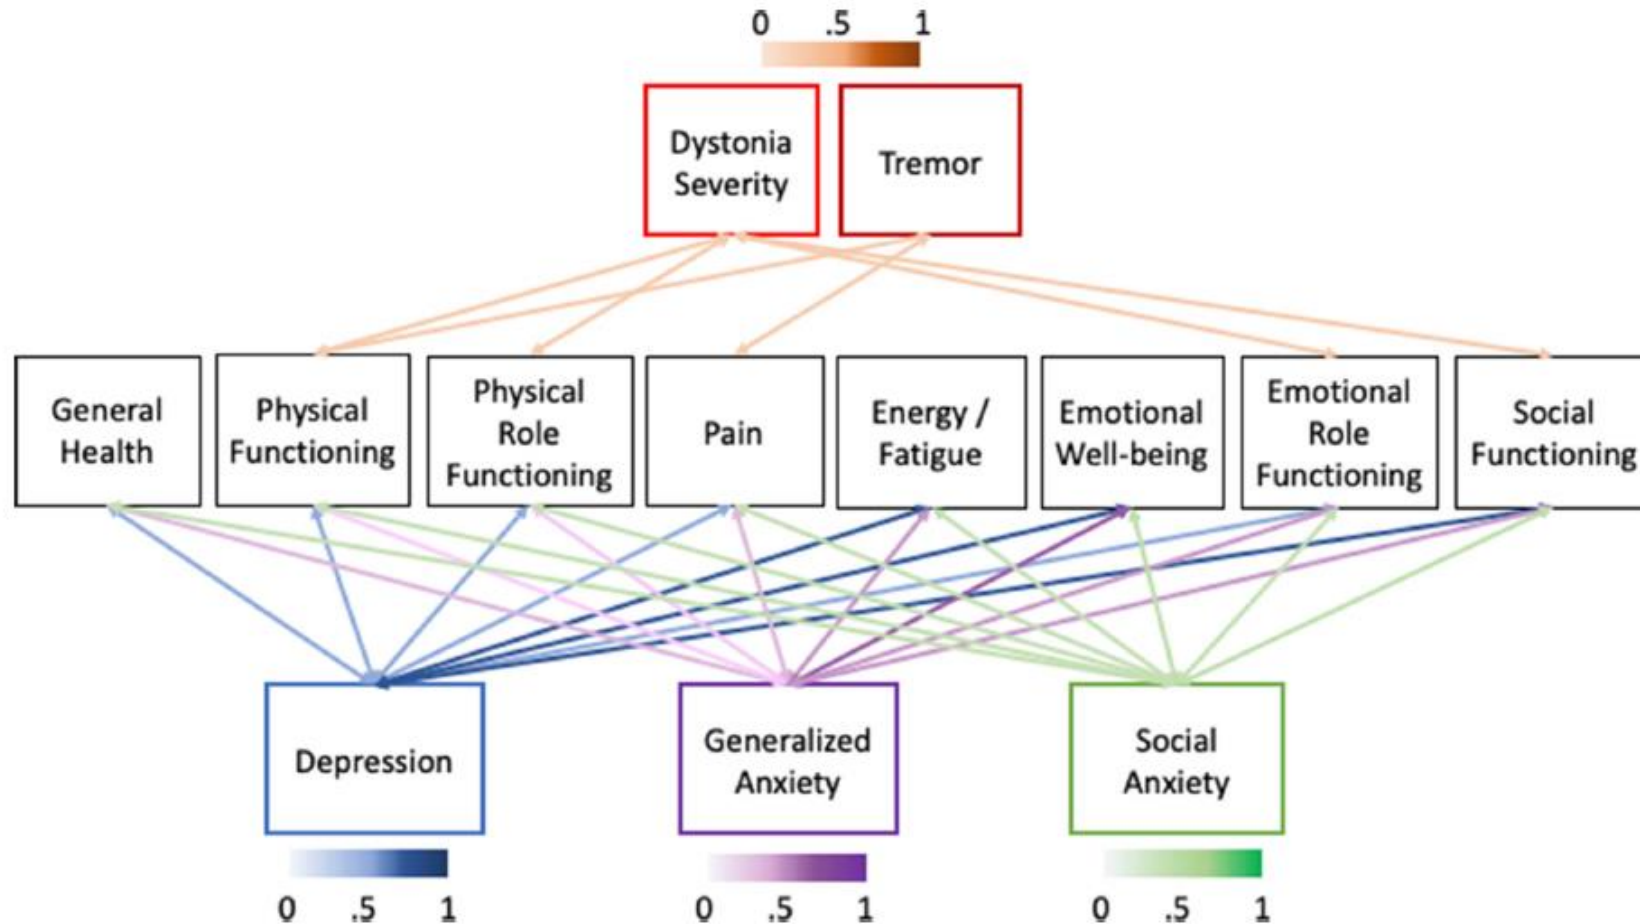 0 .5 1
Dystonia
Severity
Tremor
General
Health
Physical
Functioning
Physical
Role
Functioning
Pain
Energy /
Fatigue
Emotional
Well-being
Emotional
Role
Functioning
Social
Functioning
Depression
Generalized
Anxiety
Social
Anxiety
0 .5 1
0 .5 1
0 .5 1